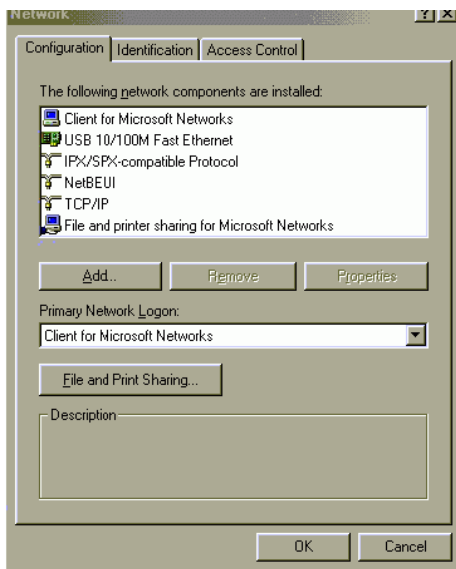 Network
Configuration Identification Access Control
The following network components are installed:
Client for Microsoft Networks
USB 10/100M Fast Ethernet
IPX/SPX-compatible Protocol
NetBEUI
TCP/IP
File and printer sharing for Microsoft Networks
Add... Remove Properties
Primary Network Logon:
Client for Microsoft Networks
File and Print Sharing...
Description
OK Cancel